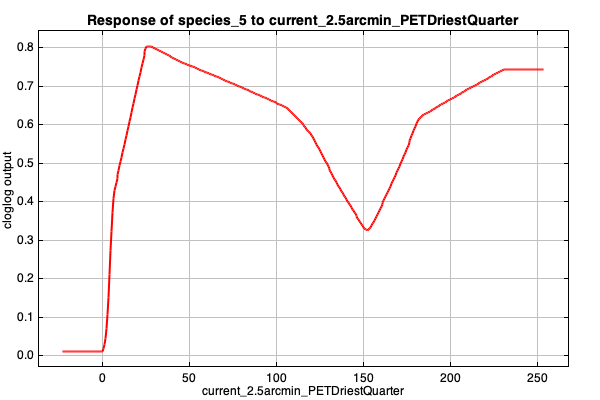 Response of species_5 to current_2.5arcmin_PETDriestQuarter
cloglog output
0.8
0.7
0.6
0.5
0.4
0.3
0.2
0.1
0.0
0 50 100 150 200 250
current_2.5arcmin_PETDriestQuarter